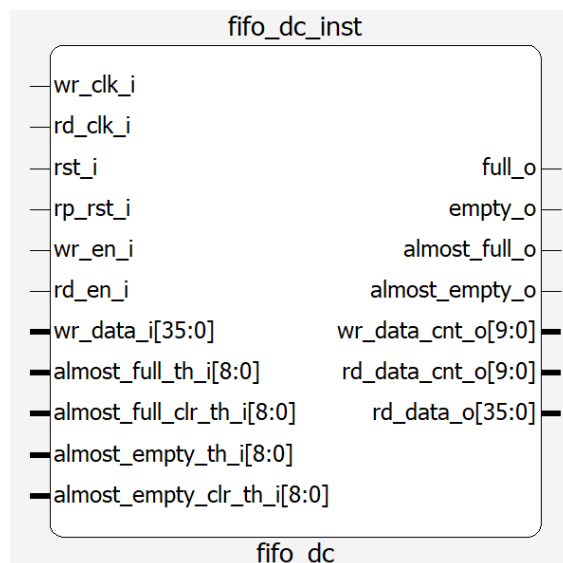 fifo_dc_inst
wr_clk_i
rd_clk_i
rst_i full_o
rp_rst_i empty_o
wr_en_i almost_full_o
rd_en_i almost_empty_o
wr_data_i[35:0] wr_data_cnt_o[9:0]
almost_full_th_i[8:0] rd_data_cnt_o[9:0]
almost_full_clr_th_i[8:0] rd_data_o[35:0]
almost_empty_th_i[8:0]
almost_empty_clr_th_i[8:0]
fifo_dc